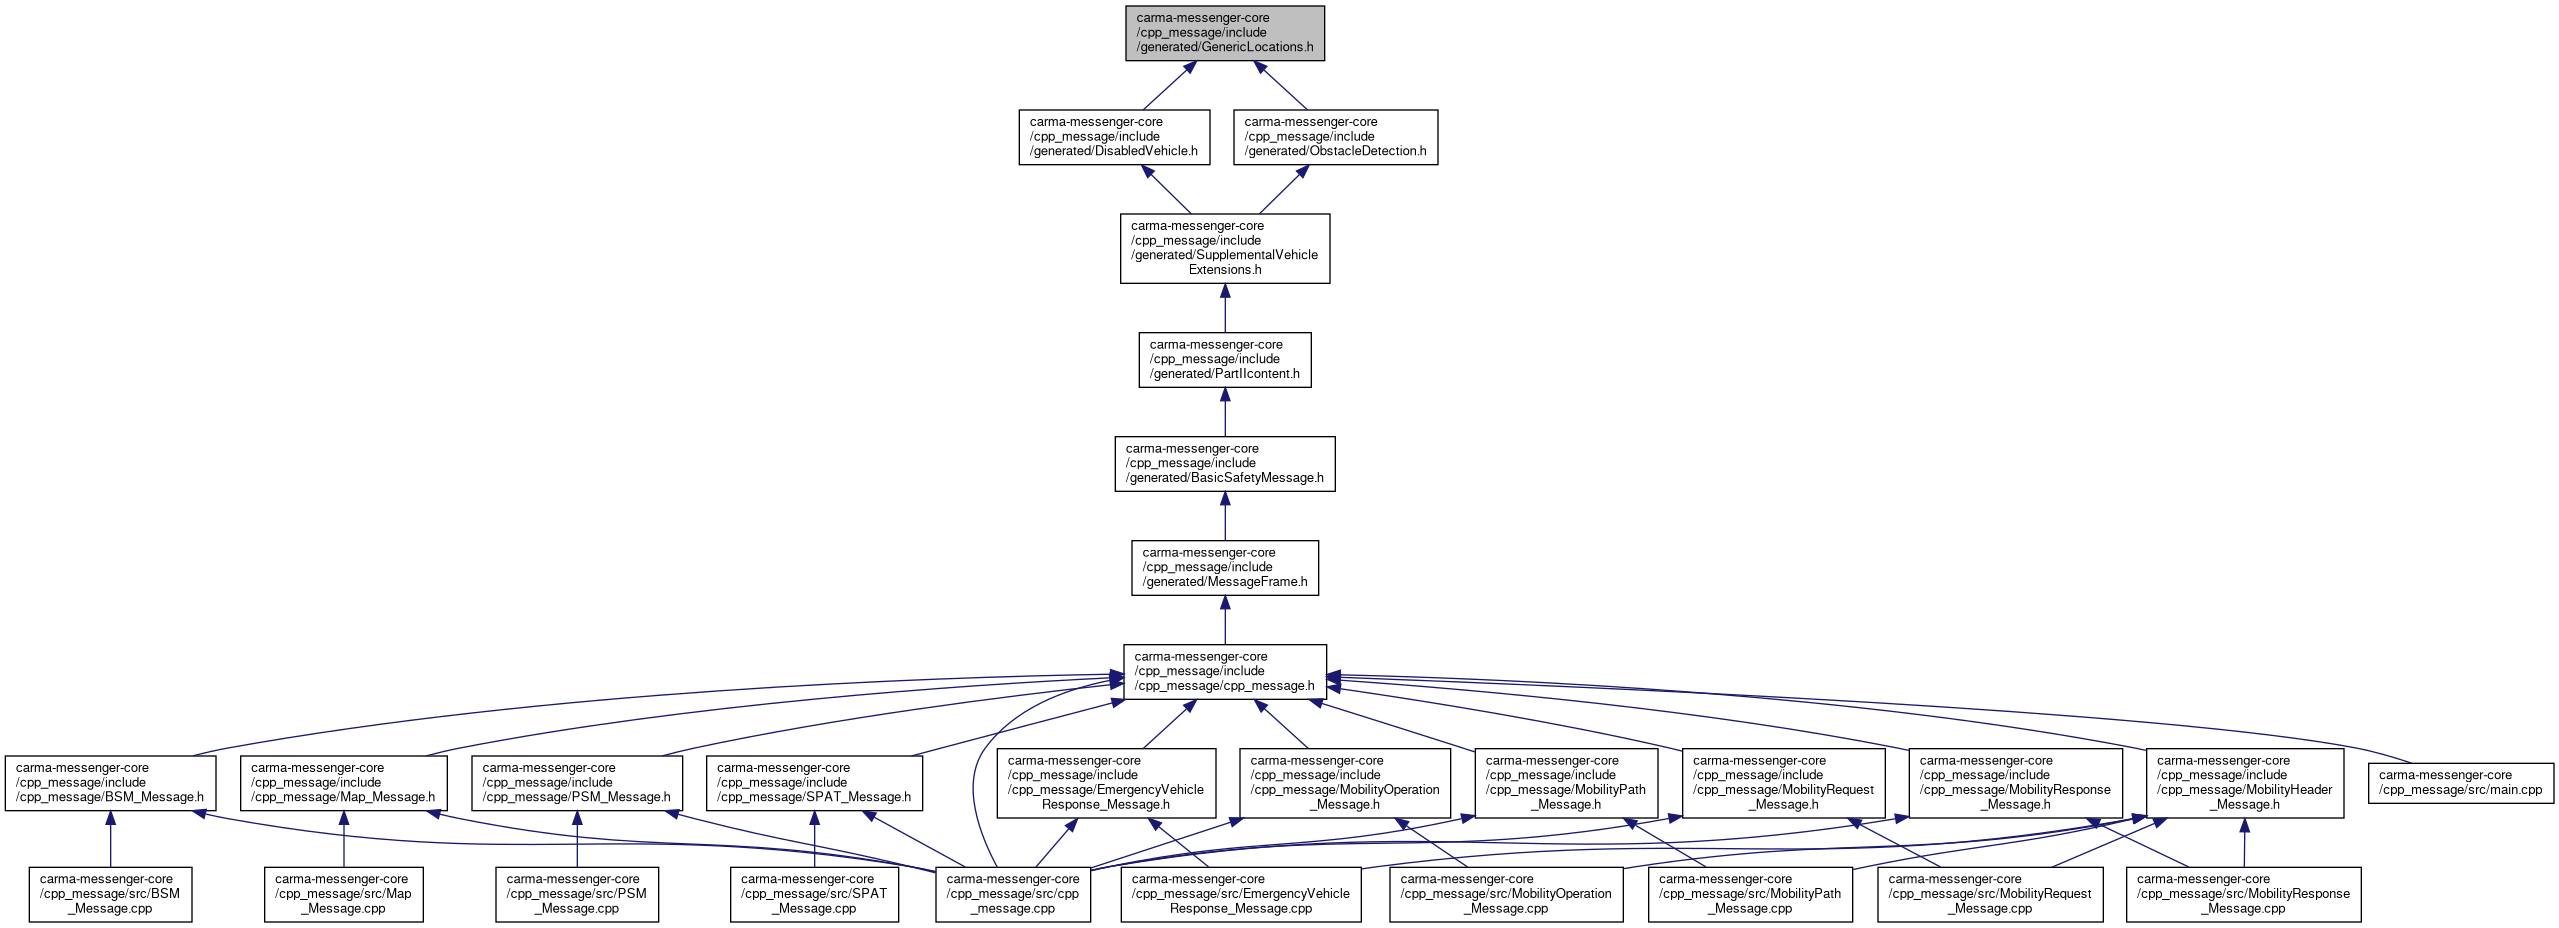 carma-messenger-core
/cpp_message/include
/generated/GenericLocations.h
carma-messenger-core
/cpp_message/include
/generated/DisabledVehicle.h
carma-messenger-core
/cpp_message/include
/generated/ObstacleDetection.h
carma-messenger-core
/cpp_message/include
/generated/SupplementalVehicle
Extensions.h
carma-messenger-core
/cpp_message/include
/generated/PartIIcontent.h
carma-messenger-core
/cpp_message/include
/generated/BasicSafetyMessage.h
carma-messenger-core
/cpp_message/include
/generated/MessageFrame.h
carma-messenger-core
/cpp_message/include
/cpp_message/cpp_message.h
carma-messenger-core
/cpp_message/include
/cpp_message/BSM_Message.h
carma-messenger-core
/cpp_message/include
/cpp_message/Map_Message.h
carma-messenger-core
/cpp_message/include
/cpp_message/PSM_Message.h
carma-messenger-core
/cpp_message/include
/cpp_message/SPAT_Message.h
carma-messenger-core
/cpp_message/include
/cpp_message/EmergencyVehicle
Response_Message.h
carma-messenger-core
/cpp_message/include
/cpp_message/MobilityOperation
_Message.h
carma-messenger-core
/cpp_message/include
/cpp_message/MobilityPath
_Message.h
carma-messenger-core
/cpp_message/include
/cpp_message/MobilityRequest
_Message.h
carma-messenger-core
/cpp_message/include
/cpp_message/MobilityResponse
_Message.h
carma-messenger-core
/cpp_message/include
/cpp_message/MobilityHeader
_Message.h
carma-messenger-core
/cpp_message/src/main.cpp
carma-messenger-core
/cpp_message/src/BSM
_Message.cpp
carma-messenger-core
/cpp_message/src/Map
_Message.cpp
carma-messenger-core
/cpp_message/src/PSM
_Message.cpp
carma-messenger-core
/cpp_message/src/SPAT
_Message.cpp
carma-messenger-core
/cpp_message/src/cpp
_message.cpp
carma-messenger-core
/cpp_message/src/EmergencyVehicle
Response_Message.cpp
carma-messenger-core
/cpp_message/src/MobilityOperation
_Message.cpp
carma-messenger-core
/cpp_message/src/MobilityPath
_Message.cpp
carma-messenger-core
/cpp_message/src/MobilityRequest
_Message.cpp
carma-messenger-core
/cpp_message/src/MobilityResponse
_Message.cpp